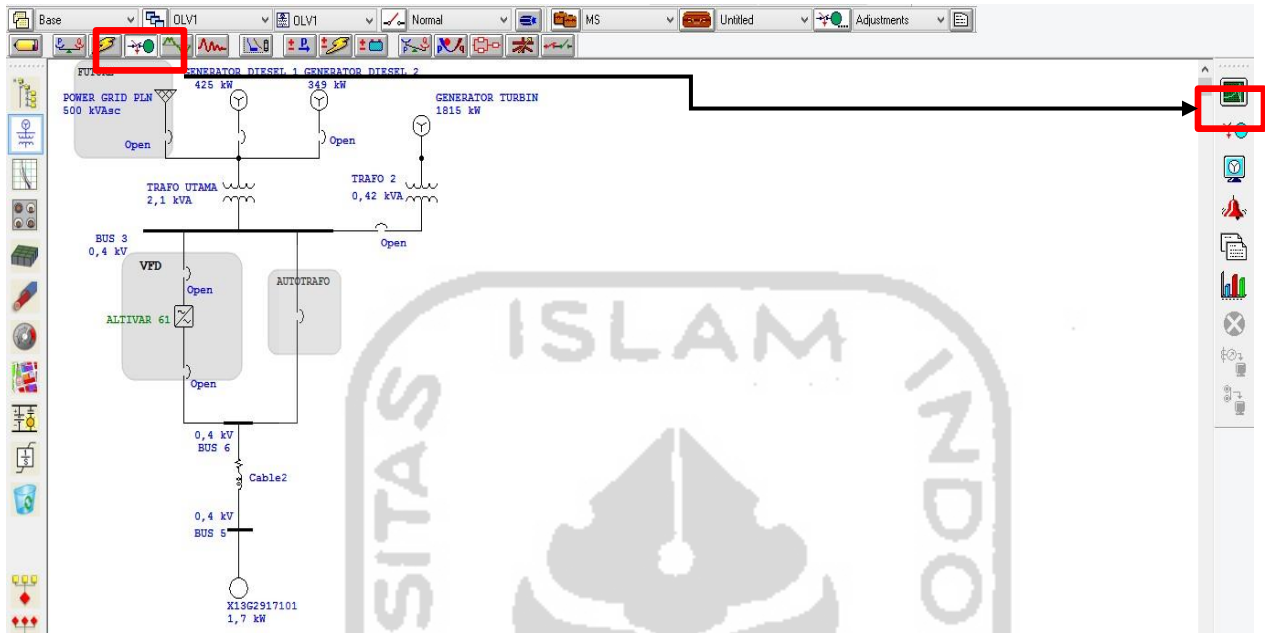 Base OLV1 OLV1 Normal MS Untitled Adjustments
GENERATOR DIESEL 1 GENERATOR DIESEL 2
425 kW 349 kW
POWER GRID PLN
500 kVAsc
GENERATOR TURBIN
1815 kW
Open
Open
TRAFO UTAMA
2,1 kVA
TRAFO 2
0,42 kVA
BUS 3
0,4 kV
Open
VFD
Open
AUTOTRAFO
ALTIVAR 61
Open
0,4 kV
BUS 6
Cable2
0,4 kV
BUS 5
X13G2917101
1,7 kW
ISLAM
SITAS
INDO